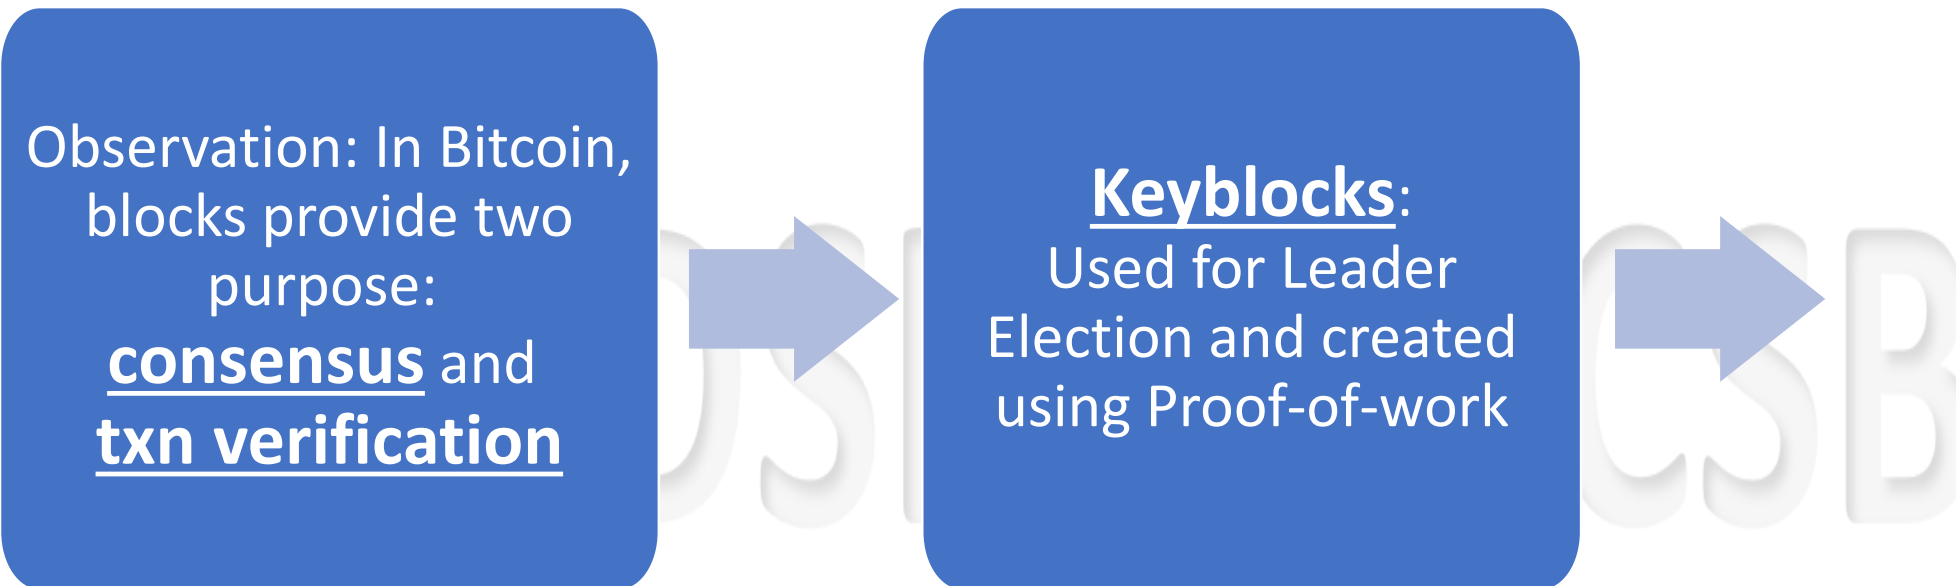 Observation: In Bitcoin,
blocks provide two
purpose:
consensus and
txn verification
Keyblocks:
Used for Leader
Election and created
using Proof-of-work